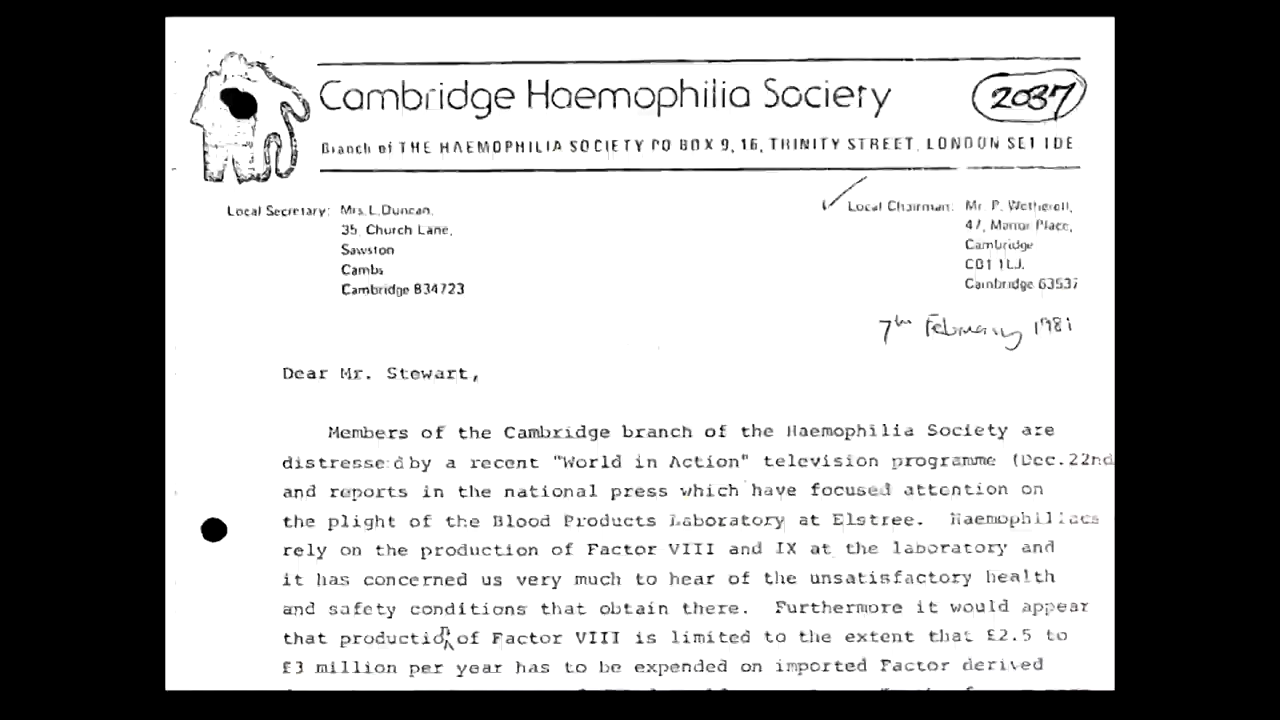 Cambridge Haemophilia Society
2037
Branch of THE HAEMOPHILIA SOCIETY PO BOX 9, 16, TRINITY STREET, LONDON SE1 1DE
Local Secretary: Mrs L. Duncan,
35, Church Lane,
Sawston
Cambs
Cambridge 834723
Local Chairman: Mr. P. Wetherell,
47, Manor Place,
Cambridge
CB1 1LJ.
Cambridge 63537
7th February 1981
Dear Mr. Stewart,
Members of the Cambridge branch of the Haemophilia Society are
distressed by a recent "World in Action" television programme (Dec.22nd
and reports in the national press which have focused attention on
the plight of the Blood Products Laboratory at Elstree. Haemophiliacs
rely on the production of Factor VIII and IX at the laboratory and
it has concerned us very much to hear of the unsatisfactory health
and safety conditions that obtain there. Furthermore it would appear
that production of Factor VIII is limited to the extent that £2.5 to
£3 million per year has to be expended on imported Factor derived